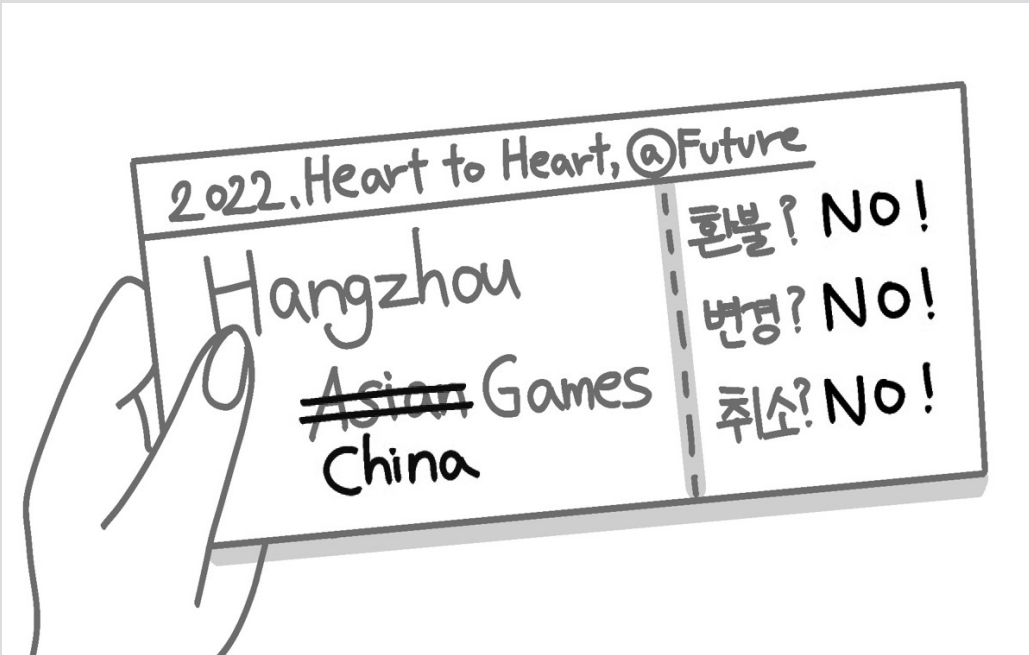 2022. Heart to Heart, @Future
Hangzhou
Asian Games
China
환불? NO!
변경? NO!
취소? NO!